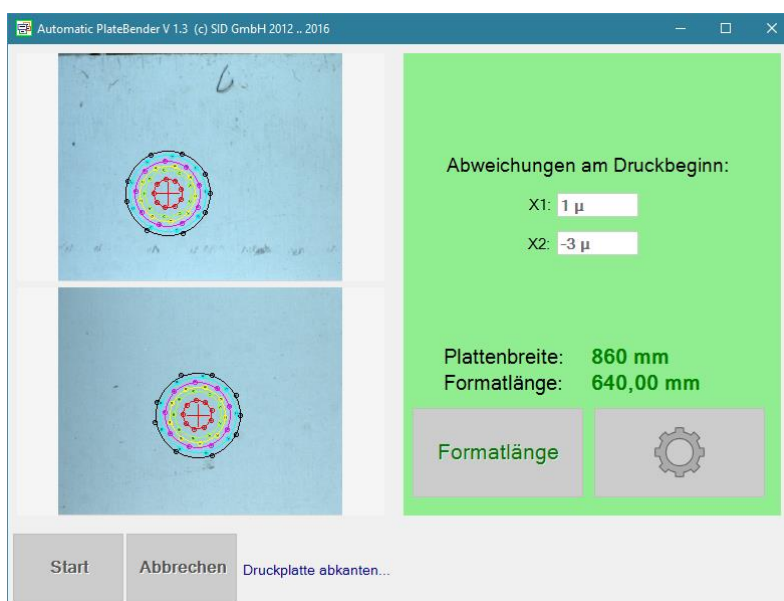 Automatic PlateBender V 1.3 (c) SID GmbH 2012 .. 2016
Abweichungen am Druckbeginn:
X1: 1 µ
X2: -3 µ
Plattenbreite: 860 mm
Formatlänge: 640,00 mm
Formatlänge
Start Abbrechen Druckplatte abkanten...